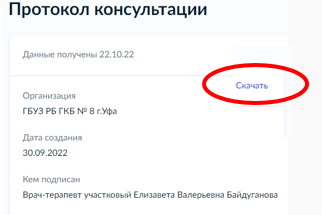 Протокол консультации
Данные получены 22.10.22
Скачать
Организация
ГБУЗ РБ ГКБ № 8 г.Уфа
Дата создания
30.09.2022
Кем подписан
Врач-терапевт участковый Елизавета Валерьевна Байдуганова